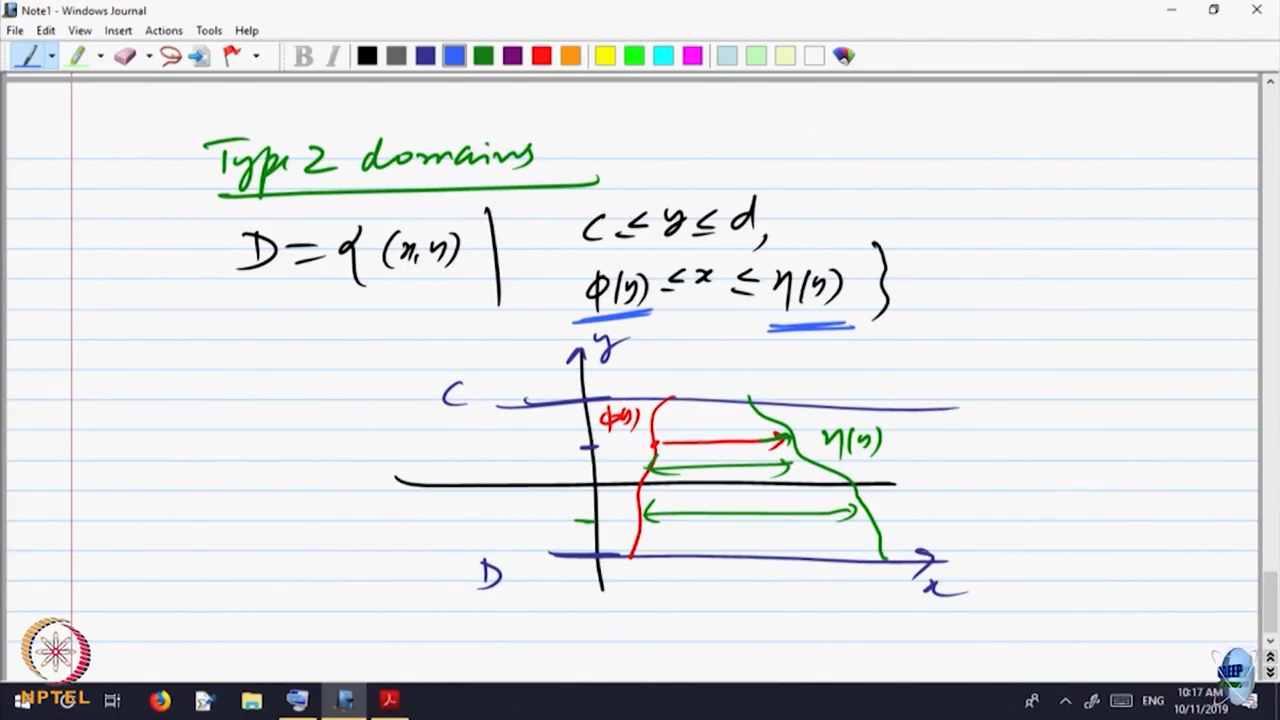 Note1 - Windows Journal
File Edit View Insert Actions Tools Help
B I
Type 2 domains
D = { (x,y) | c ≤ y ≤ d,
φ(y) ≤ x ≤ η(y) }
y
C
φ(y)
η(y)
D
x
NPTEL
ENG
10:17 AM
10/11/2019